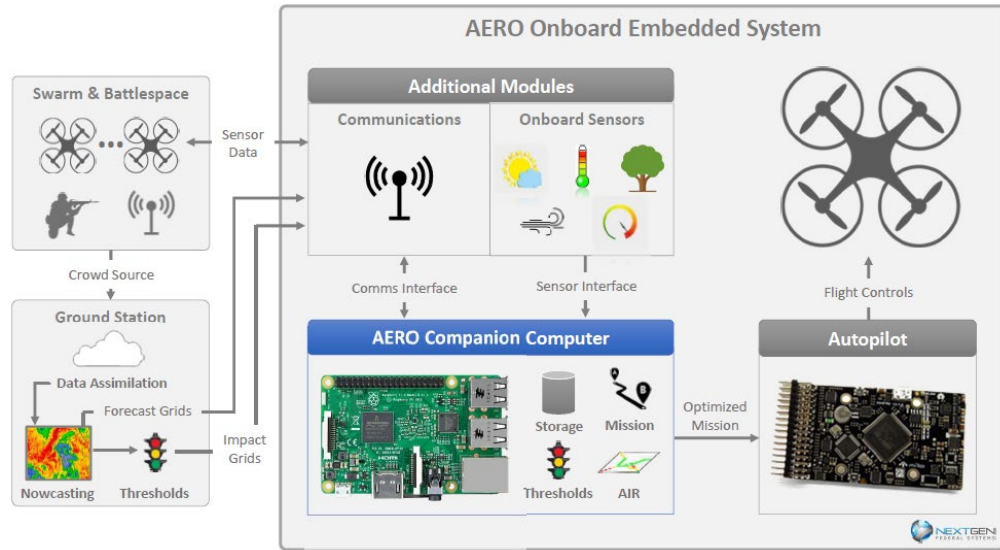 AERO Onboard Embedded System
Swarm & Battlespace
Sensor
Data
Crowd Source
Ground Station
Data Assimilation
Forecast Grids
Impact
Grids
Nowcasting
Thresholds
Additional Modules
Communications
Onboard Sensors
Comms Interface
Sensor Interface
AERO Companion Computer
Storage
Mission
Thresholds
AIR
Optimized
Mission
Flight Controls
Autopilot
NEXTGEN
FEDERAL SYSTEMS